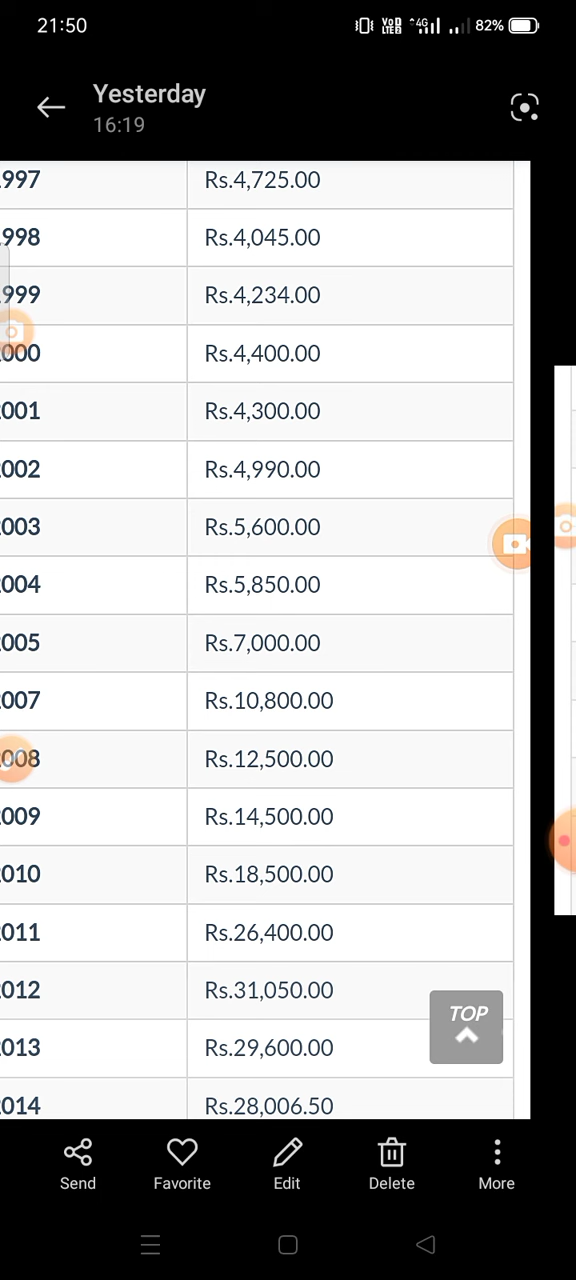 21:50 VoD LTE2 4G 82%
Yesterday
16:19
997 Rs.4,725.00
998 Rs.4,045.00
999 Rs.4,234.00
000 Rs.4,400.00
001 Rs.4,300.00
002 Rs.4,990.00
003 Rs.5,600.00
004 Rs.5,850.00
005 Rs.7,000.00
007 Rs.10,800.00
008 Rs.12,500.00
009 Rs.14,500.00
010 Rs.18,500.00
011 Rs.26,400.00
012 Rs.31,050.00
TOP
013 Rs.29,600.00
014 Rs.28,006.50
Send Favorite Edit Delete More